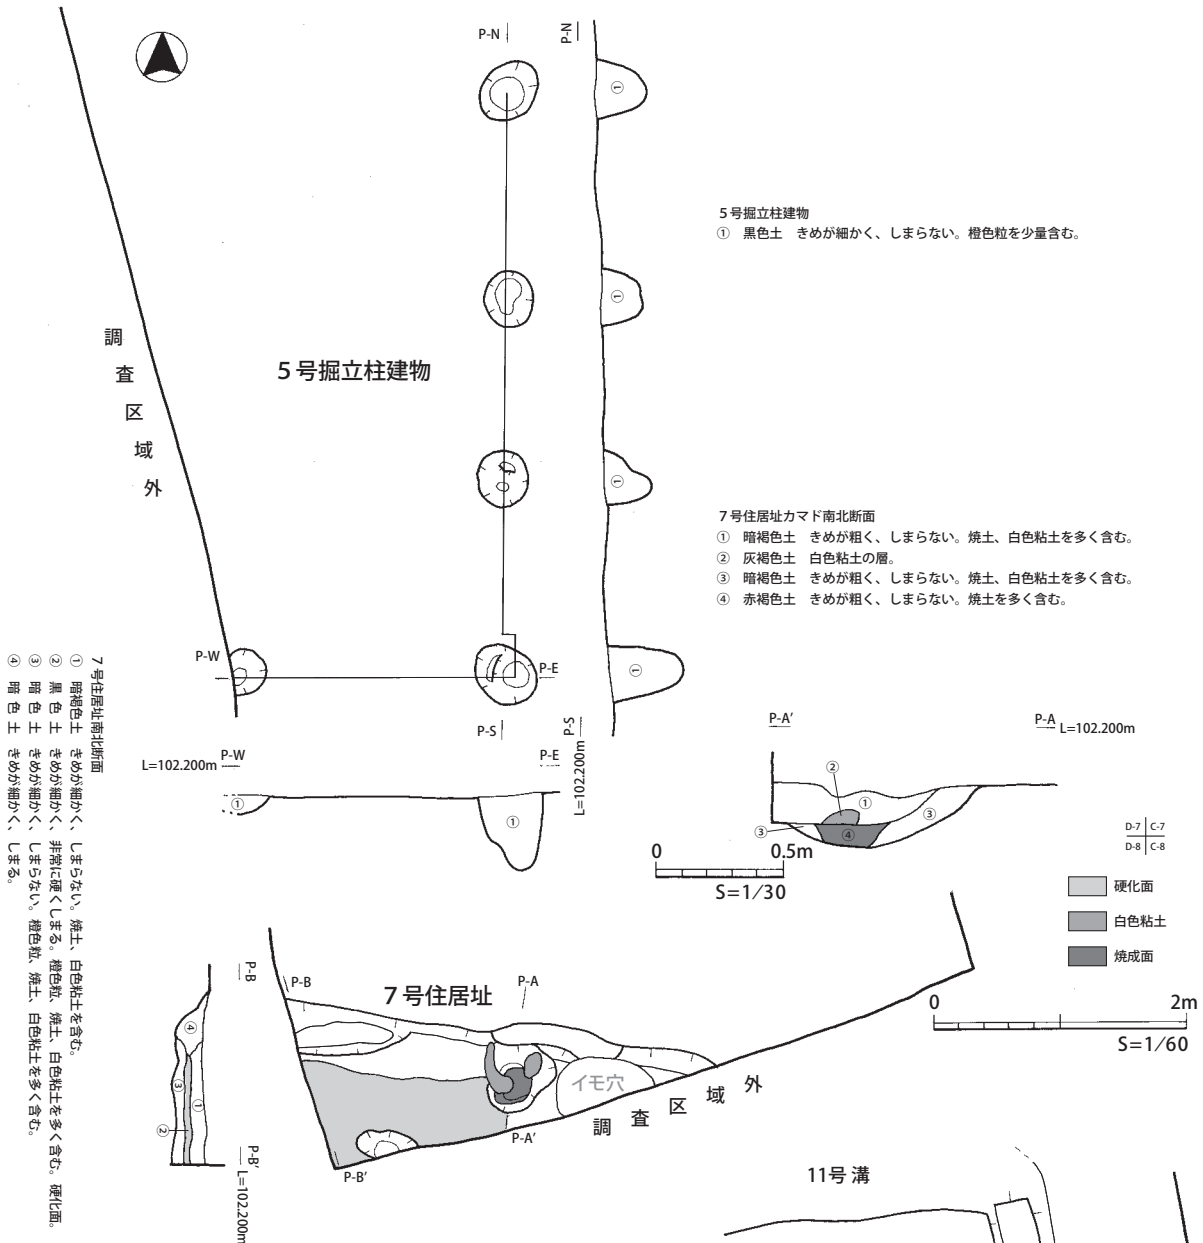 P-N
P-N
①
5号掘立柱建物
① 黒色土 きめが細かく、しまらない。橙色粒を少量含む。
①
調査区域外
5号掘立柱建物
①
7号住居址カマド南北断面
① 暗褐色土 きめが粗く、しまらない。焼土、白色粘土を多く含む。
② 灰褐色土 白色粘土の層。
③ 暗褐色土 きめが粗く、しまらない。焼土、白色粘土を多く含む。
④ 赤褐色土 きめが粗く、しまらない。焼土を多く含む。
P-W
P-E
①
P-S
P-S
L=102.200m
L=102.200m
P-W
P-E
①
①
P-A'
P-A
L=102.200m
②
①
③
③
④
0
0.5m
S=1/30
D-7
C-7
D-8
C-8
硬化面
白色粘土
焼成面
0
2m
S=1/60
7号住居址南北断面
① 暗褐色土 きめが細かく、しまらない。焼土、白色粘土を含む。
② 黒色土 きめが細かく、非常に硬くしまる。橙色粒、焼土、白色粘土を多く含む。硬化面。
③ 暗色土 きめが細かく、しまらない。橙色粒、焼土、白色粘土を多く含む。
④ 暗色土 きめが細かく、しまる。
P-B
④
③
①
②
P-B'
L=102.200m
P-B
7号住居址
P-A
イモ穴
P-A'
P-B'
調査区域外
11号 溝